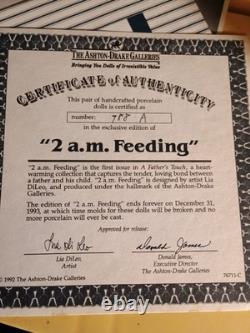 THE ASHTON-DRAKE GALLERIES
Bringing You Dolls of Irresistible Value
CERTIFICATE of AUTHENTICITY
This pair of handcrafted porcelain
dolls is certified as
number: 788 A
in the exclusive edition of
"2 a.m. Feeding"
"2 a.m. Feeding" is the first issue in A Father's Touch, a heart-
warming collection that captures the tender, loving bond between
a father and his child. "2 a.m. Feeding" is designed by artist Lia
DiLeo, and produced under the hallmark of the Ashton-Drake
Galleries.
The edition of "2 a.m. Feeding" ends forever on December 31,
1993, at which time molds for these dolls will be broken and no
more porcelain will ever be cast.
Approved for release:
Lia Di Leo
Donald James
Lia DiLeo,
Artist
Donald James,
Executive Director
The Ashton-Drake Galleries
© 1992 The Ashton-Drake Galleries
76711-C